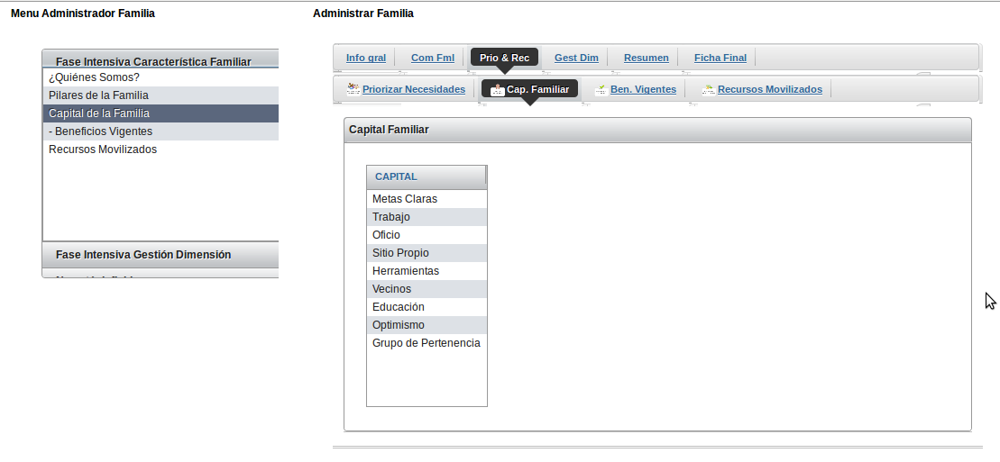 Menu Administrador Familia
Administrar Familia
Fase Intensiva Característica Familiar
¿Quiénes Somos?
Pilares de la Familia
Capital de la Familia
- Beneficios Vigentes
Recursos Movilizados
Fase Intensiva Gestión Dimensión
Info gral
Com Fml
Prio & Rec
Gest Dim
Resumen
Ficha Final
Priorizar Necesidades
Cap. Familiar
Ben. Vigentes
Recursos Movilizados
Capital Familiar
CAPITAL
Metas Claras
Trabajo
Oficio
Sitio Propio
Herramientas
Vecinos
Educación
Optimismo
Grupo de Pertenencia